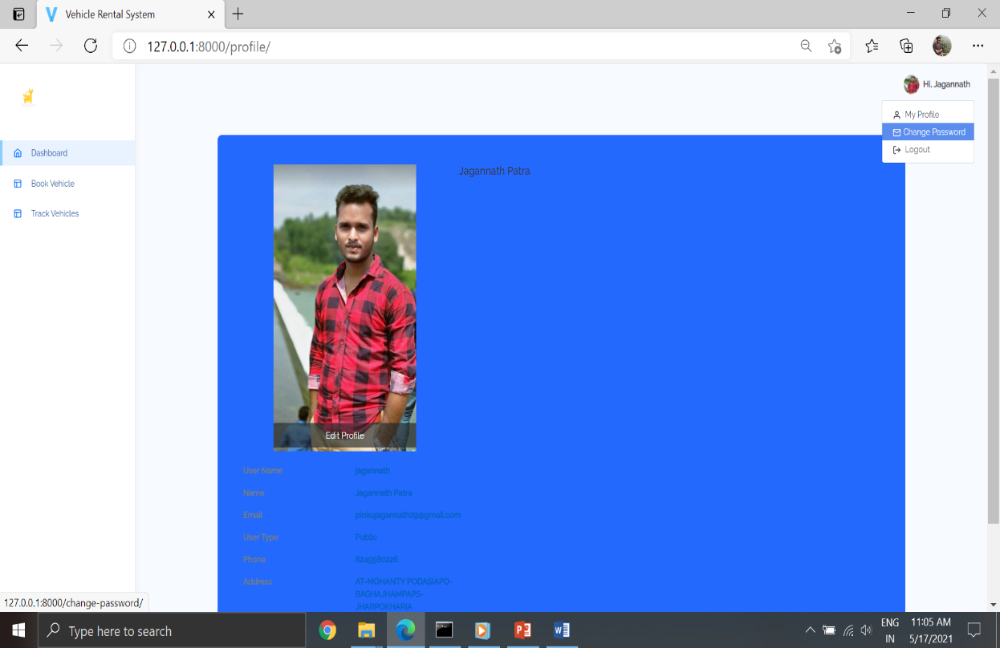 Vehicle Rental System
127.0.0.1:8000/profile/
Hi, Jagannath
My Profile
Change Password
Logout
Dashboard
Book Vehicle
Track Vehicles
Jagannath Patra
Edit Profile
User Name jagannath
Name Jagannath Patra
Email pinkujagannath29@gmail.com
User Type Public
Phone 8249580226
Address AT-MOHANTY PODASIAPO-
BAGHAJHAMPAPS-
JHARPOKHARIA
127.0.0.1:8000/change-password/
Type here to search
ENG 11:05 AM
IN 5/17/2021